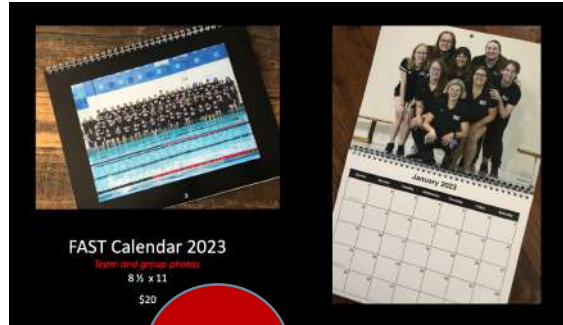 FAST Calendar 2023
Team and group photos
8 ½ x 11
$20
January 2023